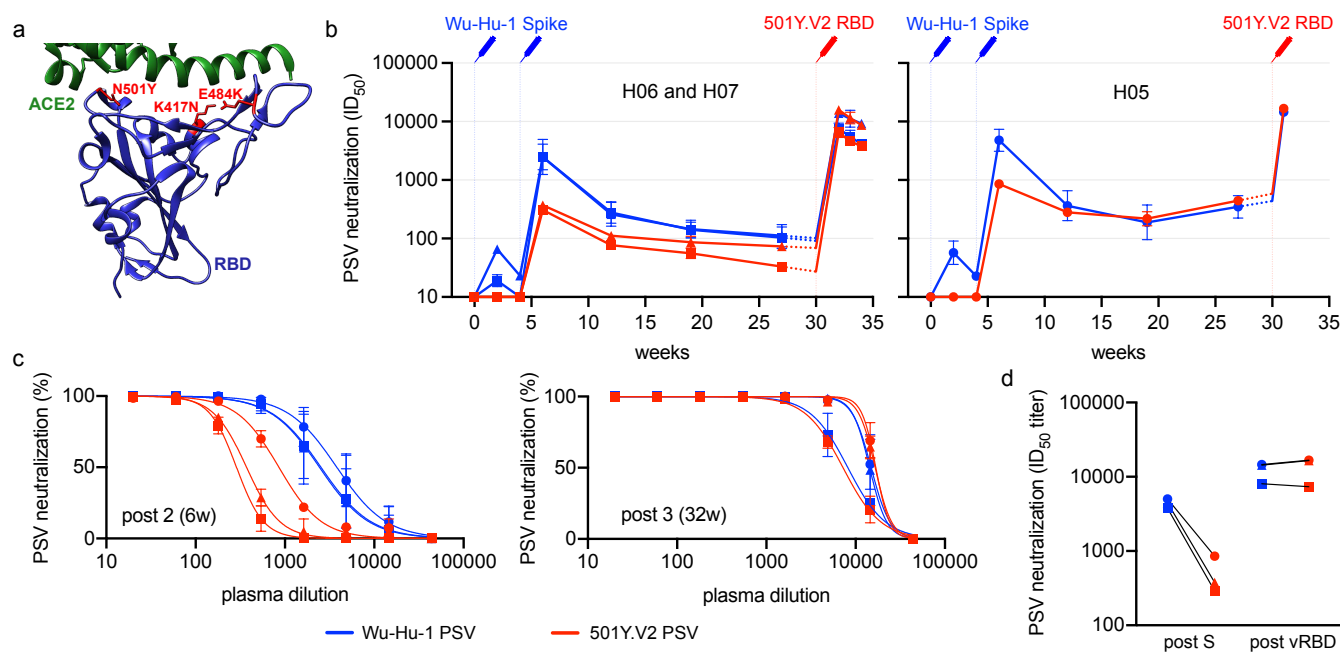 a
ACE2
N501Y
K417N
E484K
RBD
b
Wu-Hu-1 Spike
501Y.V2 RBD
Wu-Hu-1 Spike
501Y.V2 RBD
PSV neutralization (ID50)
100000
10000
1000
100
10
H06 and H07
0 5 10 15 20 25 30 35
weeks
H05
0 5 10 15 20 25 30 35
weeks
c
PSV neutralization (%)
100
50
0
post 2 (6w)
10 100 1000 10000 100000
plasma dilution
PSV neutralization (%)
100
50
0
post 3 (32w)
10 100 1000 10000 100000
plasma dilution
Wu-Hu-1 PSV
501Y.V2 PSV
d
PSV neutralization (ID50 titer)
100000
10000
1000
100
post S
post vRBD